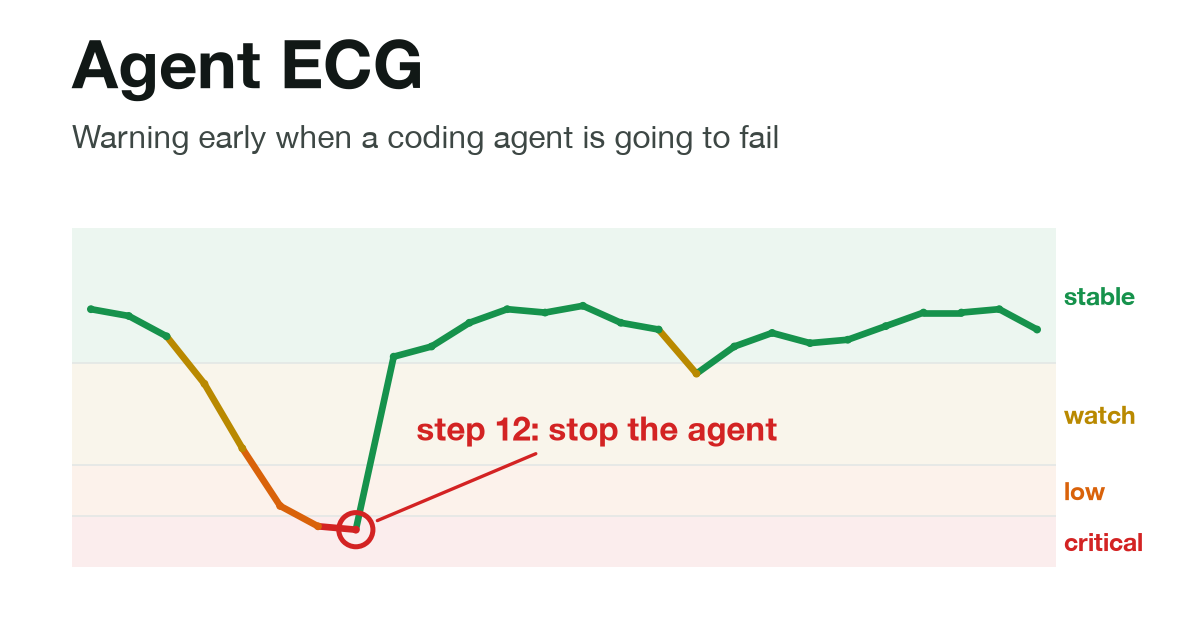 Agent ECG
Warning early when a coding agent is going to fail
stable
watch
step 12: stop the agent
low
critical